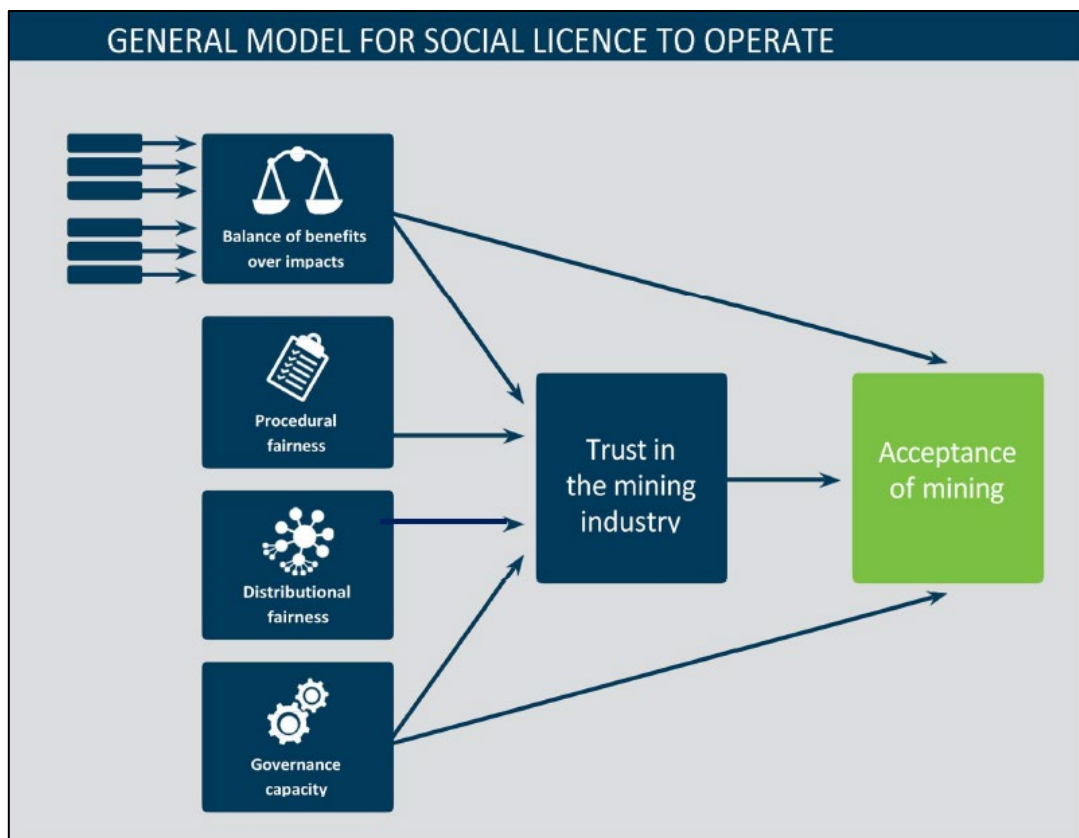 GENERAL MODEL FOR SOCIAL LICENCE TO OPERATE
Balance of benefits
over impacts
Procedural
fairness
Distributional
fairness
Governance
capacity
Trust in
the mining
industry
Acceptance
of mining